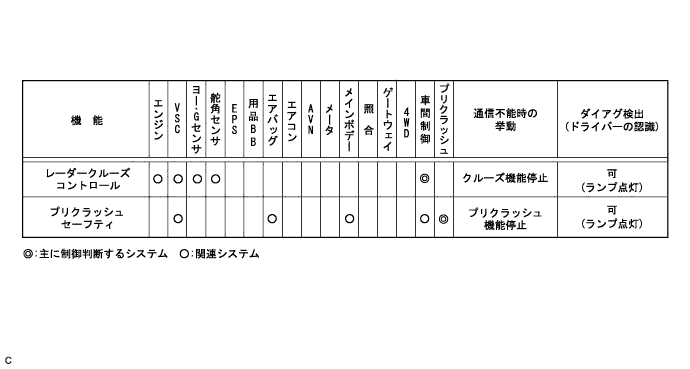 機 能
エンジン
VSC
ヨー・Gセンサ
舵角センサ
EPS
用品BB
エアバッグ
エアコン
AVN
メータ
メインボデー
照合
ゲートウェイ
4WD
車間制御
プリクラッシュ
通信不能時の
挙動
ダイアグ検出
(ドライバーの認識)
レーダークルーズ
コントロール
○ ○ ○ ○ ◎
クルーズ機能停止
可
(ランプ点灯)
プリクラッシュ
セーフティ
○ ○ ○ ○ ◎
プリクラッシュ
機能停止
可
(ランプ点灯)
◎:主に制御判断するシステム ○:関連システム
C